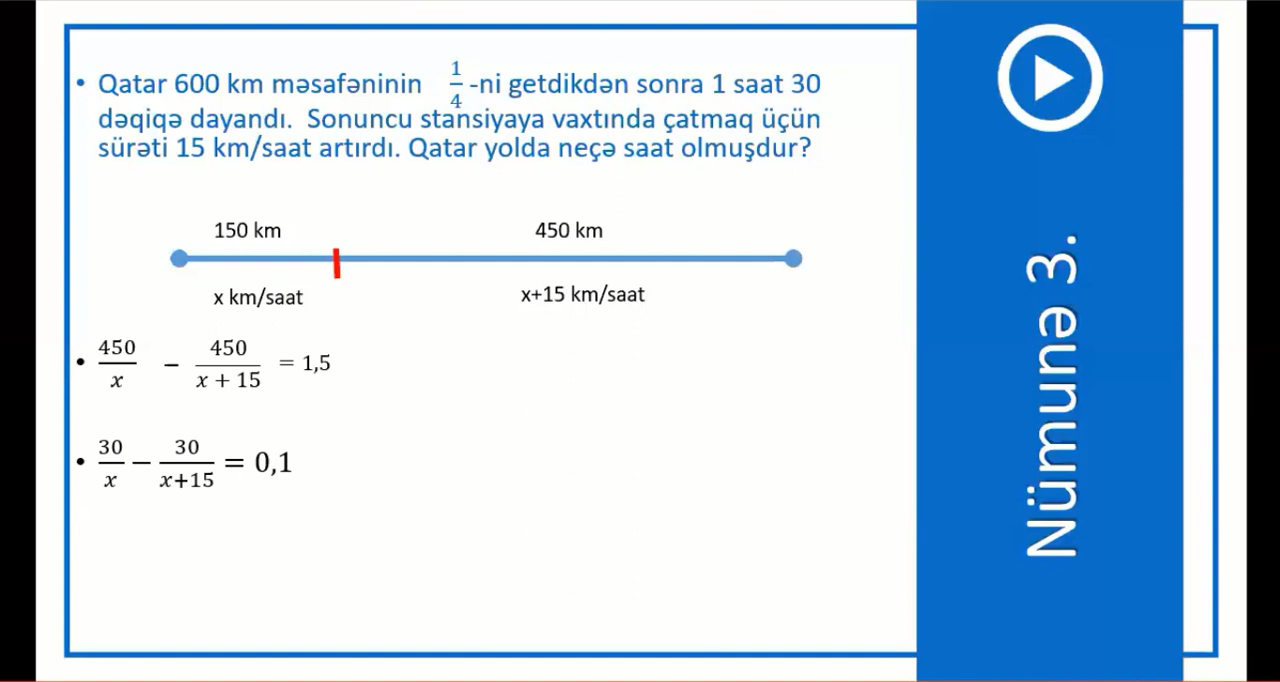 • Qatar 600 km məsafəninin 1/4 -ni getdikdən sonra 1 saat 30
dəqiqə dayandı. Sonuncu stansiyaya vaxtında çatmaq üçün
sürəti 15 km/saat artırdı. Qatar yolda neçə saat olmuşdur?
150 km 450 km
x km/saat x+15 km/saat
• 450/x − 450/(x + 15) = 1,5
• 30/x − 30/(x+15) = 0,1
Nümunə 3.